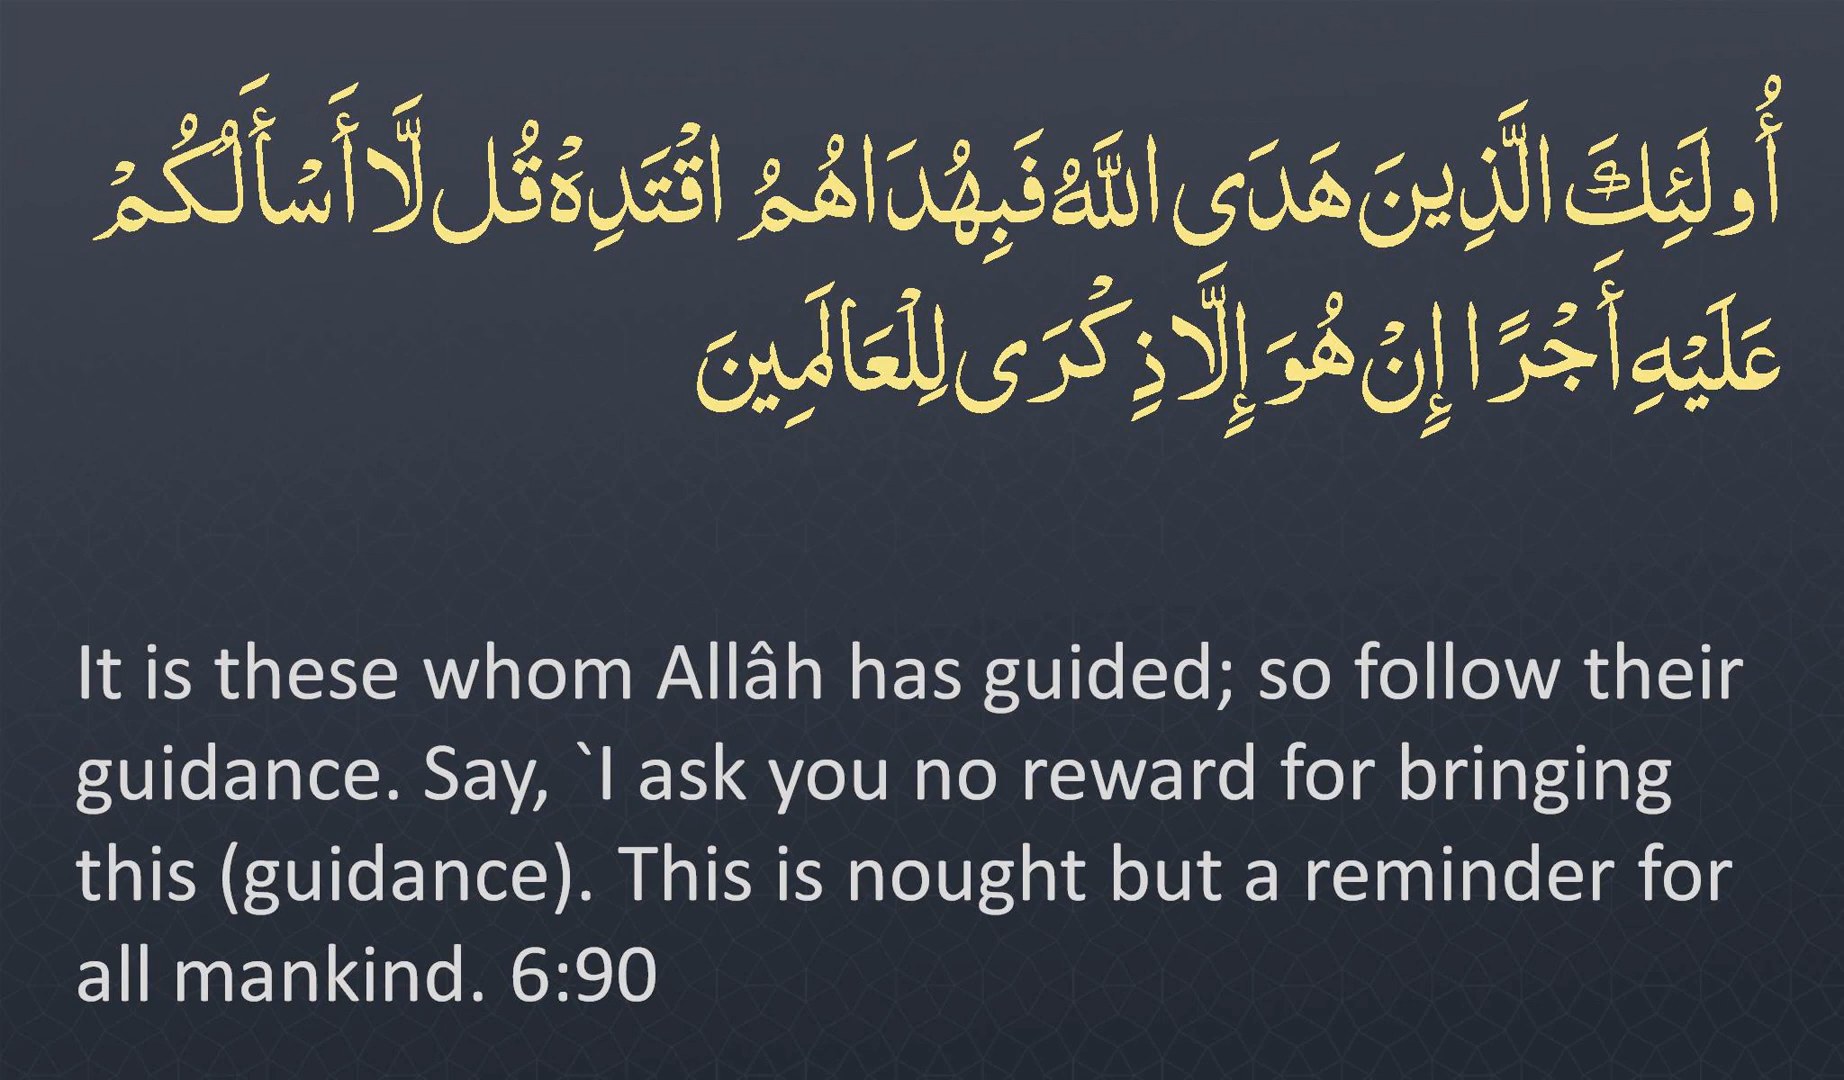 أُولَئِكَ الَّذِينَ هَدَى اللَّهُ فَبِهُدَاهُمُ اقْتَدِهْ قُل لَّا أَسْأَلُكُمْ
عَلَيْهِ أَجْرًا إِنْ هُوَ إِلَّا ذِكْرَى لِلْعَالَمِينَ
It is these whom Allâh has guided; so follow their
guidance. Say, `I ask you no reward for bringing
this (guidance). This is nought but a reminder for
all mankind. 6:90